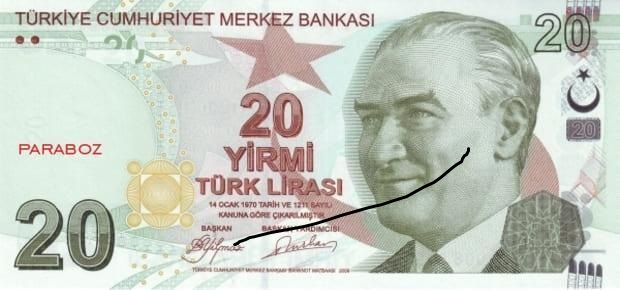 TÜRKİYE CUMHURİYET MERKEZ BANKASI
20
20
20
YİRMİ
TÜRK LİRASI
PARABOZ
14 OCAK 1970 TARİH VE 1211 SAYILI
KANUNA GÖRE ÇIKARILMIŞTIR
BAŞKAN BAŞKAN YARDIMCISI
20
TÜRKİYE CUMHURİYET MERKEZ BANKASI BANKNOT MATBAASI 2009